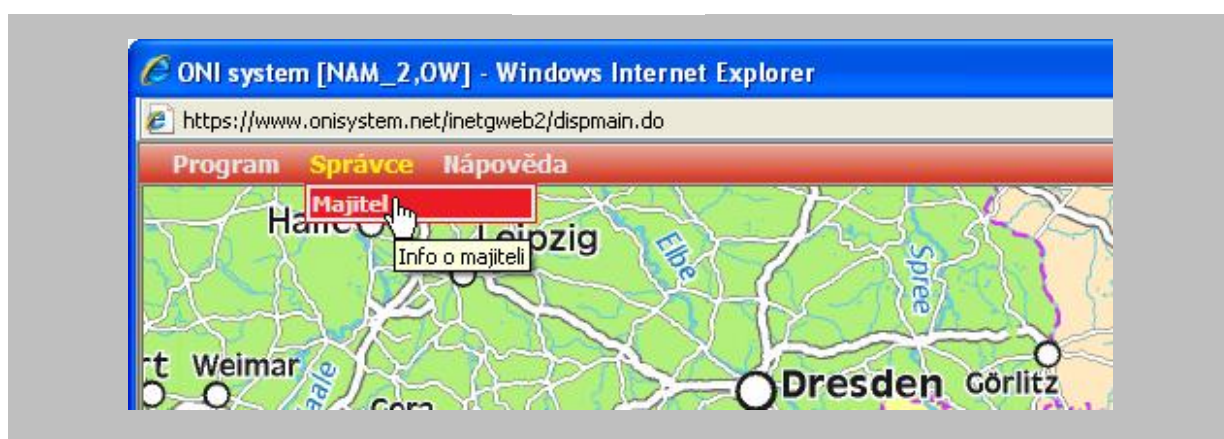 ONI system [NAM_2,OW] - Windows Internet Explorer
https://www.onisystem.net/inetgweb2/dispmain.do
Program Správce Nápověda
Majitel
Info o majiteli
Leipzig
Elbe
Spree
Weimar
Dresden
Görlitz